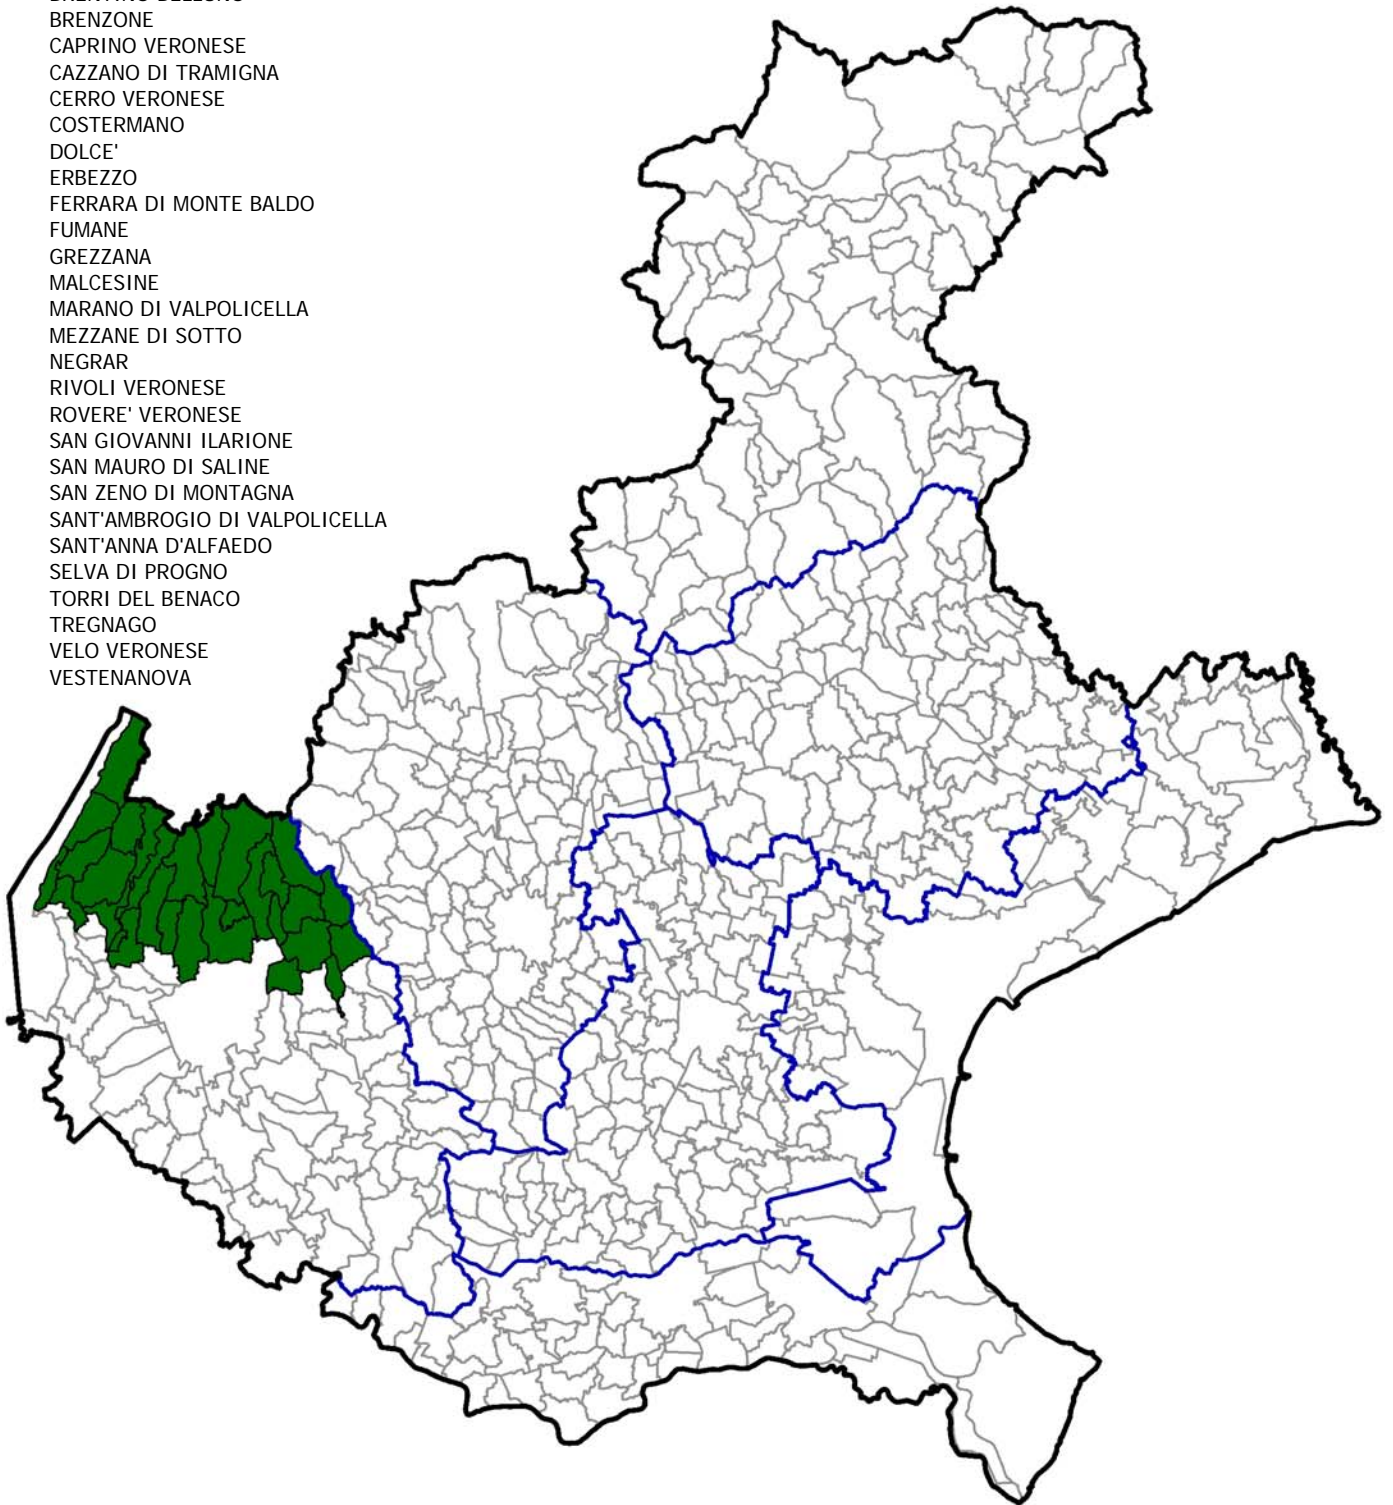 BRENZONE
CAPRINO VERONESE
CAZZANO DI TRAMIGNA
CERRO VERONESE
COSTERMANO
DOLCE'
ERBEZZO
FERRARA DI MONTE BALDO
FUMANE
GREZZANA
MALCESINE
MARANO DI VALPOLICELLA
MEZZANE DI SOTTO
NEGRAR
RIVOLI VERONESE
ROVERE' VERONESE
SAN GIOVANNI ILARIONE
SAN MAURO DI SALINE
SAN ZENO DI MONTAGNA
SANT'AMBROGIO DI VALPOLICELLA
SANT'ANNA D'ALFAEDO
SELVA DI PROGNO
TORRI DEL BENACO
TREGNAGO
VELO VERONESE
VESTENANOVA